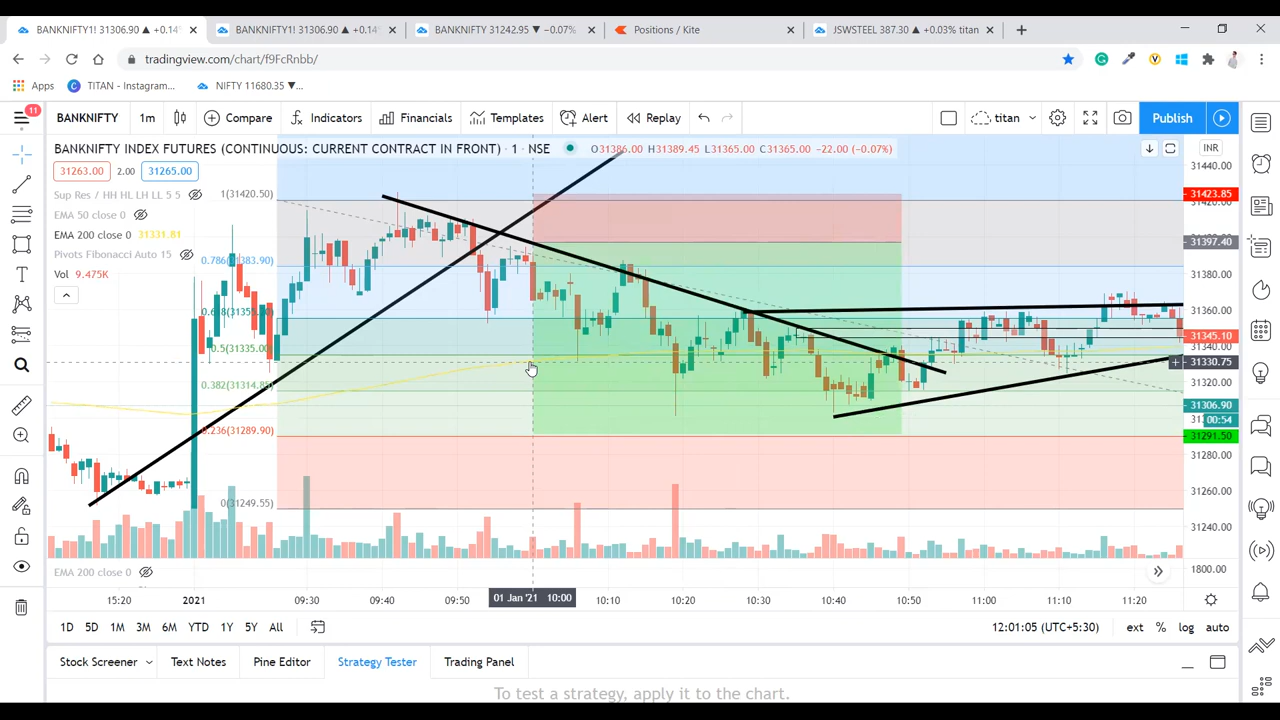 BANKNIFTY1! 31306.90 ▲ +0.14%
BANKNIFTY1! 31306.90 ▲ +0.14%
BANKNIFTY 31242.95 ▼ −0.07%
Positions / Kite
JSWSTEEL 387.30 ▲ +0.03% titan
tradingview.com/chart/f9FcRnbb/
Apps
TITAN - Instagram...
NIFTY 11680.35 ▼...
11
BANKNIFTY
1m
Compare
Indicators
Financials
Templates
Alert
Replay
titan
Publish
BANKNIFTY INDEX FUTURES (CONTINUOUS: CURRENT CONTRACT IN FRONT) · 1 · NSE
O31386.00 H31389.45 L31365.00 C31365.00 −22.00 (−0.07%)
INR
31263.00
2.00
31265.00
Sup Res / HH HL LH LL 5 5
EMA 50 close 0
EMA 200 close 0 31331.81
Pivots Fibonacci Auto 15
Vol 9.475K
1(31420.50)
0.786(31383.90)
0.5(31335.00)
0.382(31314.85)
0.236(31289.90)
0(31249.55)
31440.00
31423.85
31397.40
31380.00
31360.00
31345.10
31340.00
31330.75
31320.00
31306.90
00:54
31291.50
31280.00
31260.00
31240.00
EMA 200 close 0
1800.00
15:20
2021
09:30
09:40
09:50
01 Jan '21 10:00
10:10
10:20
10:30
10:40
10:50
11:00
11:10
11:20
1D
5D
1M
3M
6M
YTD
1Y
5Y
All
12:01:05 (UTC+5:30)
ext
%
log
auto
Stock Screener
Text Notes
Pine Editor
Strategy Tester
Trading Panel
To test a strategy, apply it to the chart.